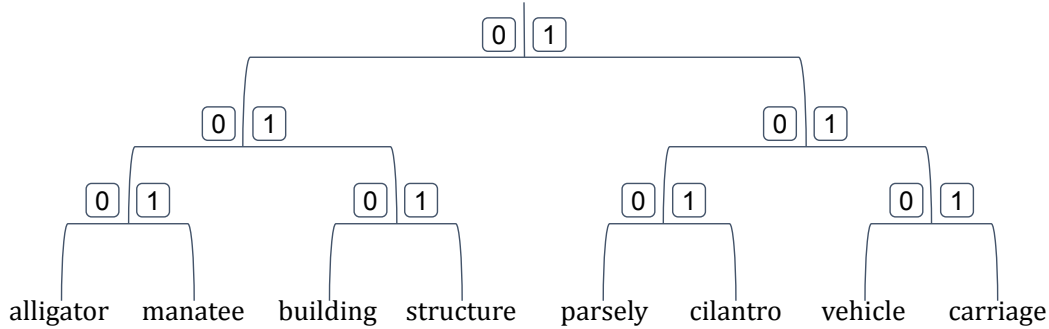 0 1
0 1 0 1
0 1 0 1 0 1 0 1
alligator manatee building structure parsely cilantro vehicle carriage